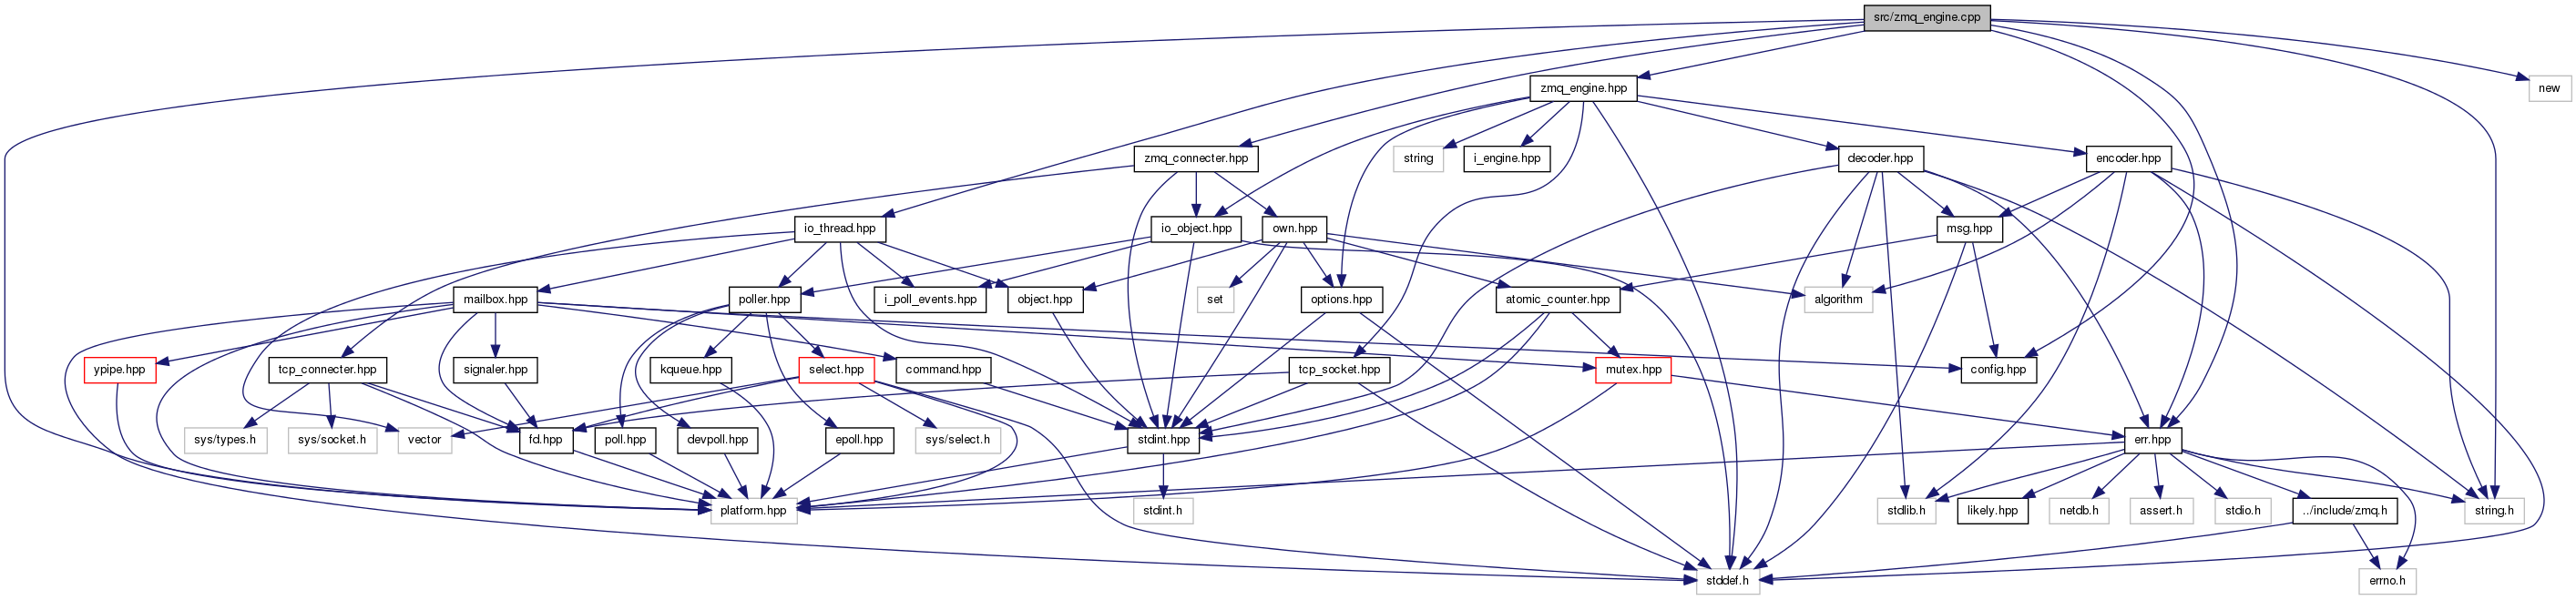 src/zmq_engine.cpp
zmq_engine.hpp
new
zmq_connecter.hpp
string
i_engine.hpp
decoder.hpp
encoder.hpp
io_thread.hpp
io_object.hpp
own.hpp
msg.hpp
mailbox.hpp
poller.hpp
i_poll_events.hpp
object.hpp
set
options.hpp
atomic_counter.hpp
algorithm
ypipe.hpp
tcp_connecter.hpp
signaler.hpp
kqueue.hpp
select.hpp
command.hpp
tcp_socket.hpp
mutex.hpp
config.hpp
sys/types.h
sys/socket.h
vector
fd.hpp
poll.hpp
devpoll.hpp
epoll.hpp
sys/select.h
stdint.hpp
err.hpp
platform.hpp
stdint.h
stdlib.h
likely.hpp
netdb.h
assert.h
stdio.h
../include/zmq.h
string.h
stddef.h
errno.h